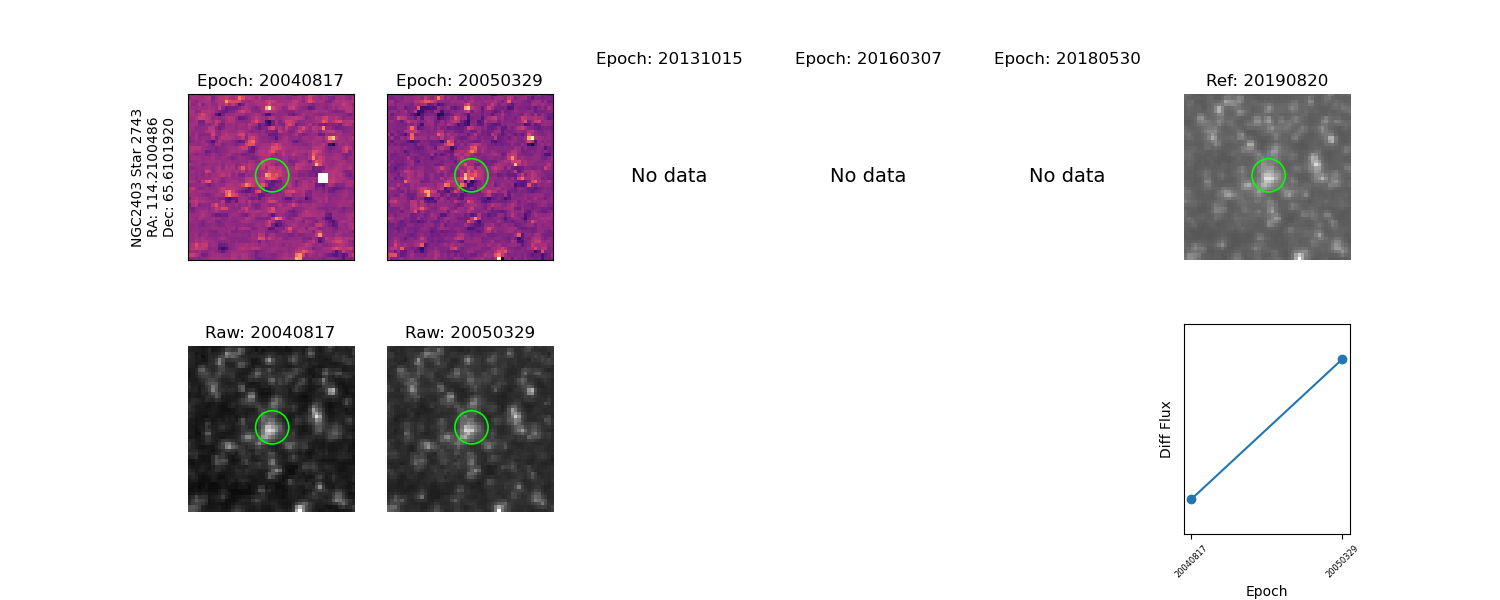 Epoch: 20040817
Epoch: 20050329
Epoch: 20131015
Epoch: 20160307
Epoch: 20180530
Ref: 20190820
NGC2403 Star 2743
RA: 114.2100486
Dec: 65.6101920
No data
No data
No data
Raw: 20040817
Raw: 20050329
Diff Flux
20040817
20050329
Epoch